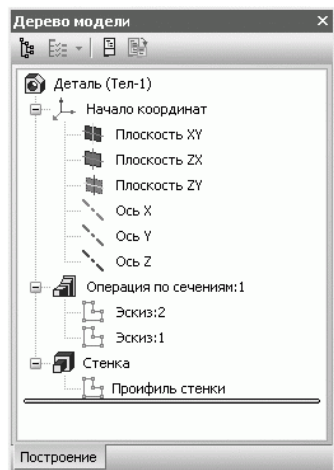 Дерево модели
Деталь (Тел-1)
Начало координат
Плоскость XY
Плоскость ZX
Плоскость ZY
Ось X
Ось Y
Ось Z
Операция по сечениям:1
Эскиз:2
Эскиз:1
Стенка
Проифиль стенки
Построение